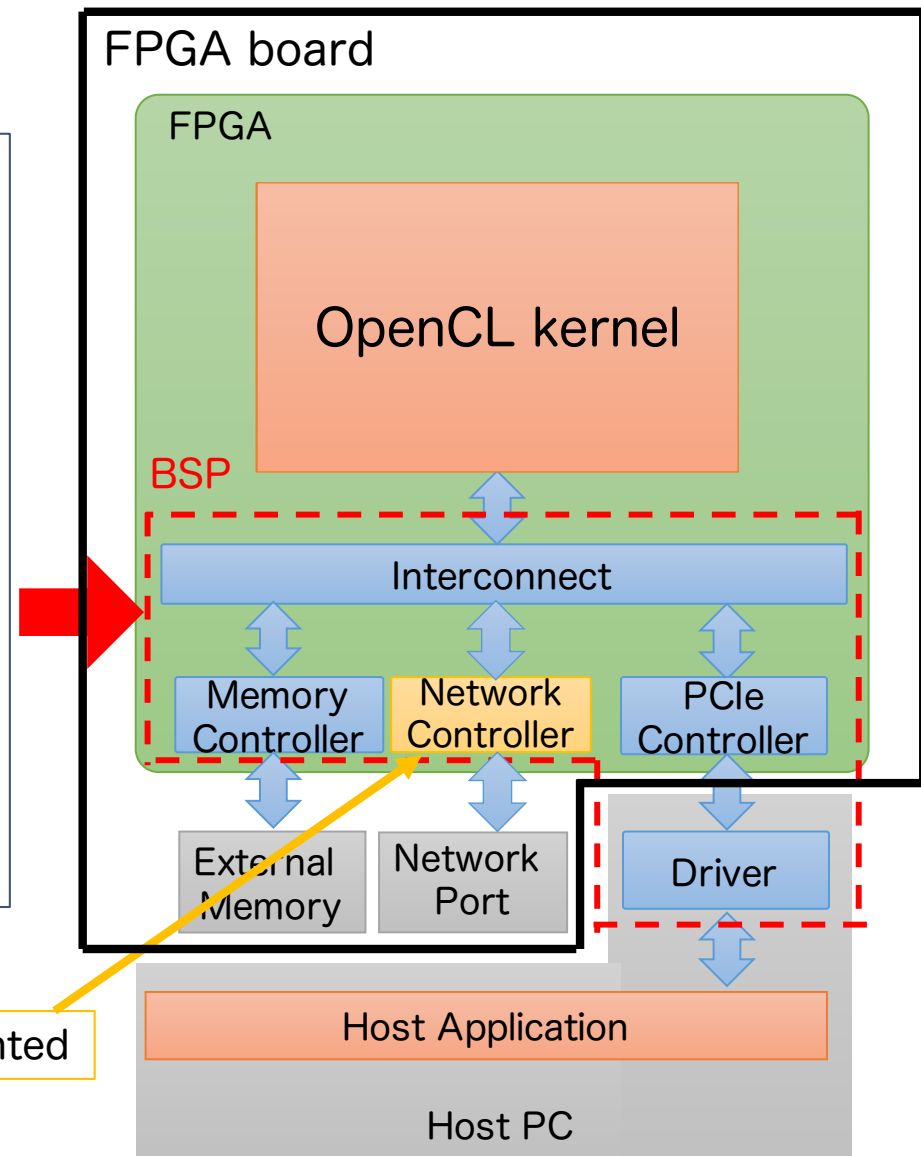 FPGA board
FPGA
OpenCL kernel
BSP
Interconnect
Memory
Controller
Network
Controller
PCIe
Controller
External
Memory
Network
Port
Driver
Host Application
Host PC